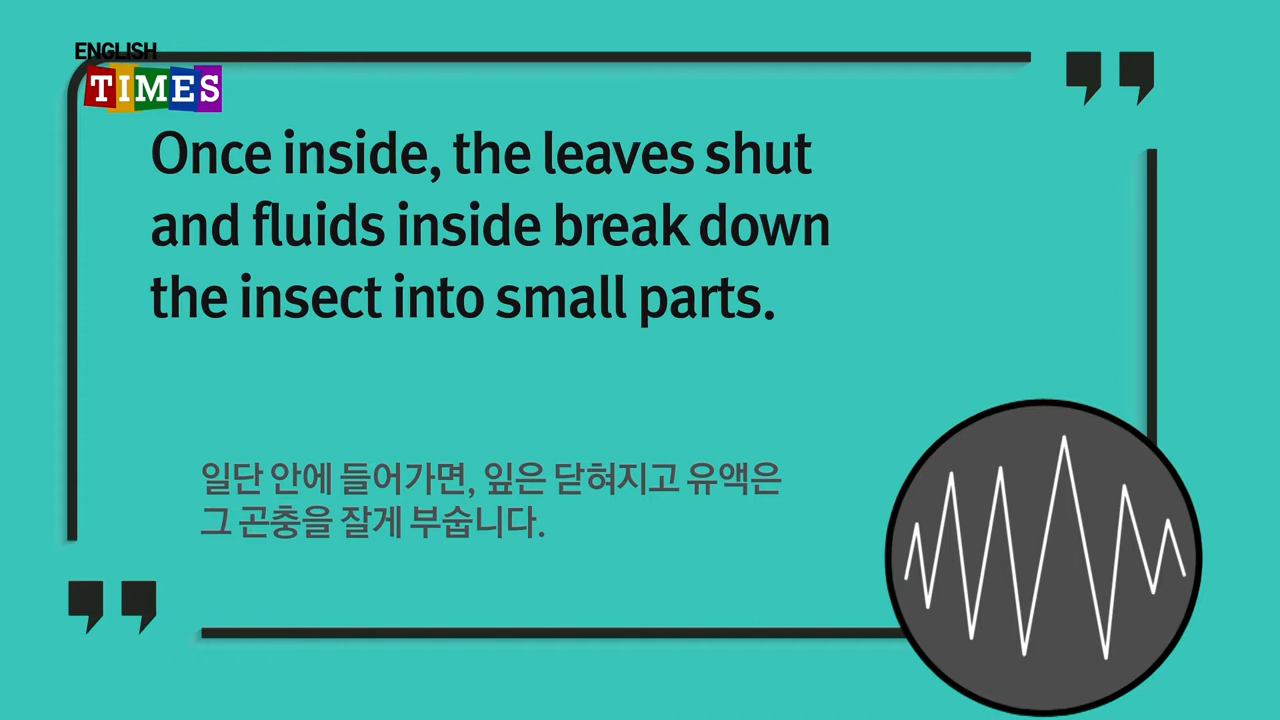 ENGLISH
TIMES
Once inside, the leaves shut
and fluids inside break down
the insect into small parts.
일단 안에 들어가면, 잎은 닫혀지고 유액은
그 곤충을 잘게 부숩니다.